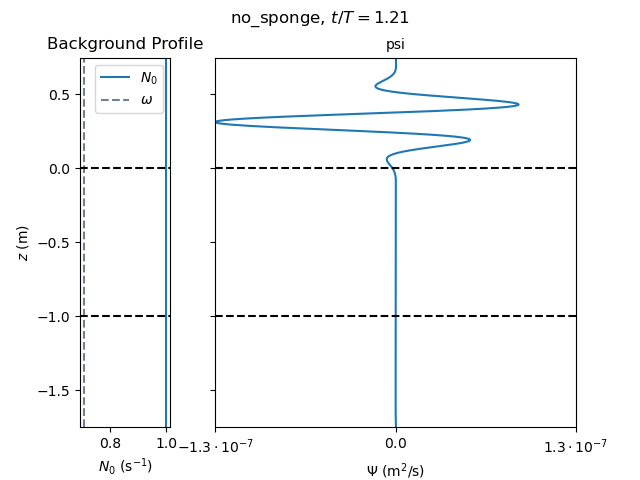 no_sponge, t/T = 1.21
Background Profile
psi
N₀
ω
0.5
0.0
−0.5
−1.0
−1.5
z (m)
0.8
1.0
N₀ (s⁻¹)
−1.3 · 10⁻⁷
0.0
1.3 · 10⁻⁷
Ψ (m²/s)